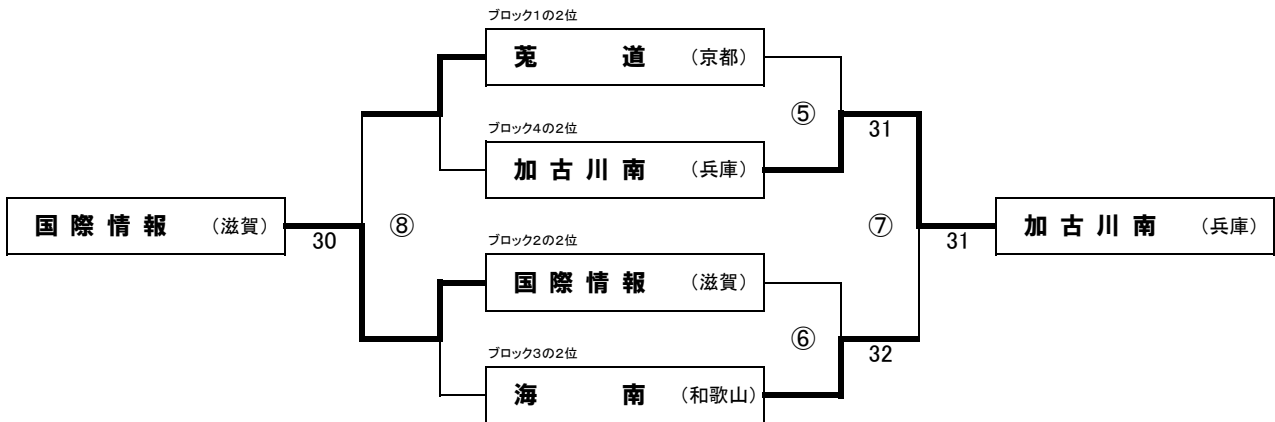 ブロック1の2位
菟道 (京都)
⑤
ブロック4の2位
31
加古川南 (兵庫)
国際情報 (滋賀)
30
⑧
⑦
31
加古川南 (兵庫)
ブロック2の2位
国際情報 (滋賀)
⑥
ブロック3の2位
32
海南 (和歌山)